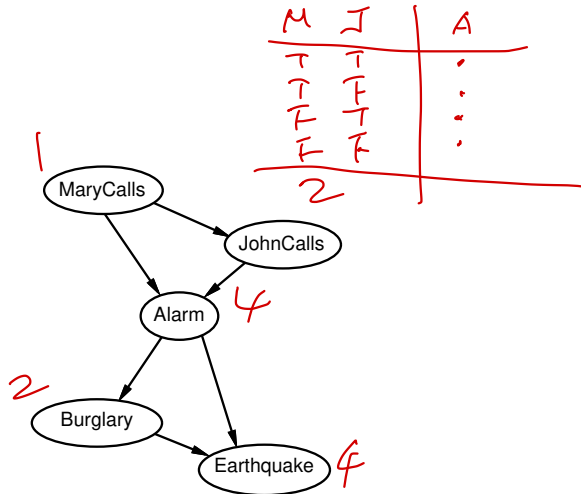 M J A
T T .
T F .
F T .
F F .
2
1
MaryCalls
JohnCalls
Alarm 4
2
Burglary
Earthquake 4